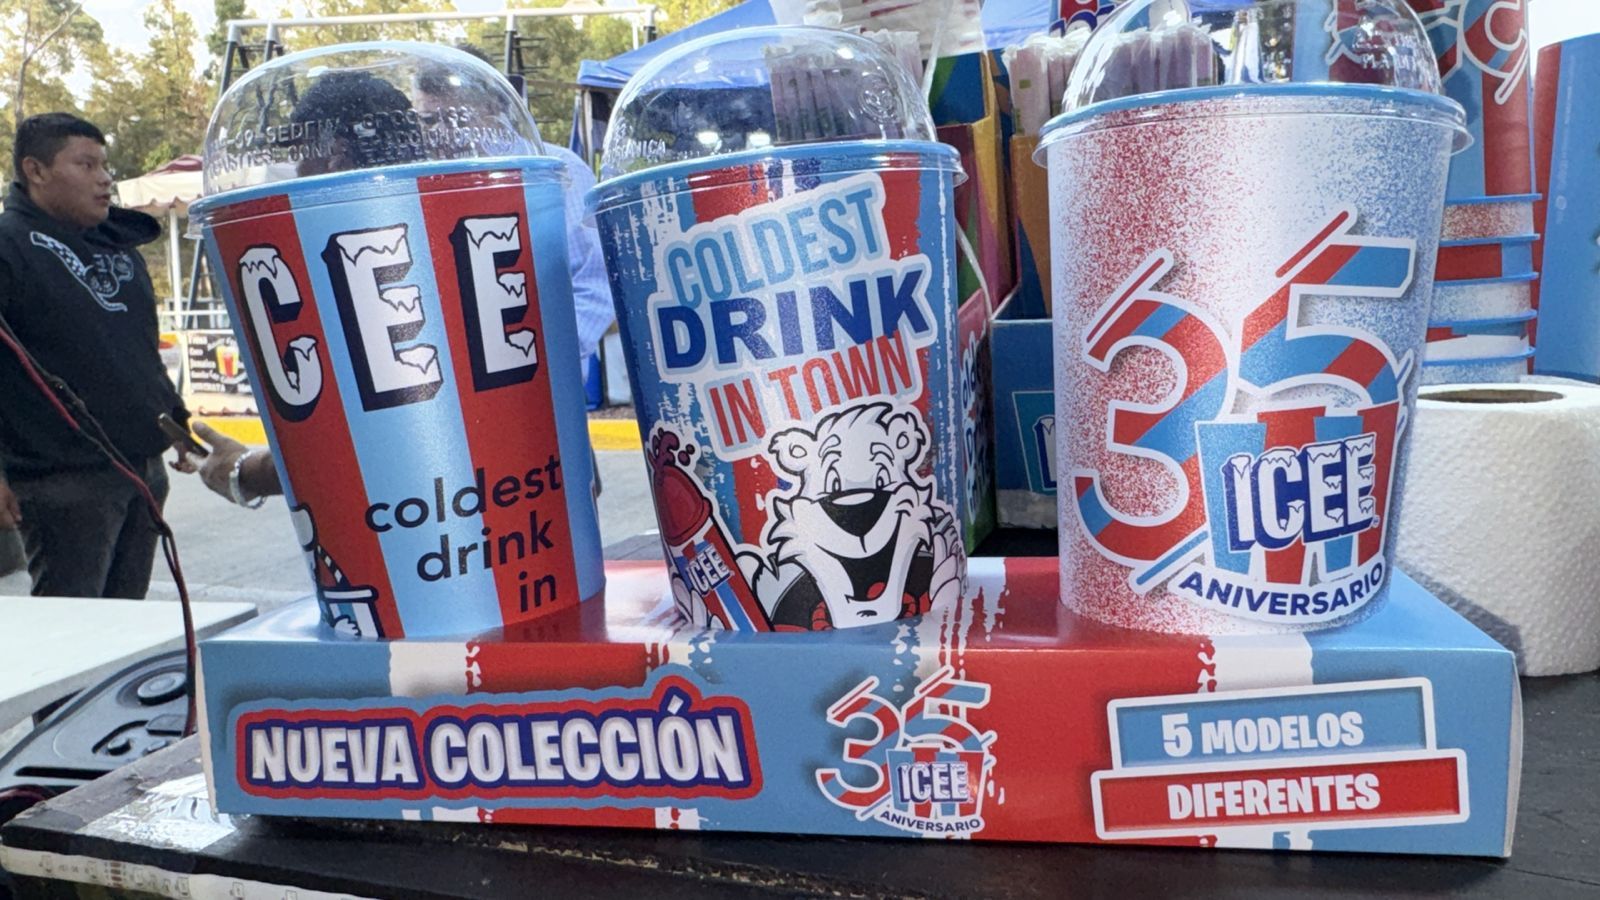 CEE
coldest
drink
in
COLDEST
DRINK
IN TOWN
ICEE
35
ICEE
ANIVERSARIO
NUEVA COLECCIÓN
35
ICEE
ANIVERSARIO
5 MODELOS
DIFERENTES